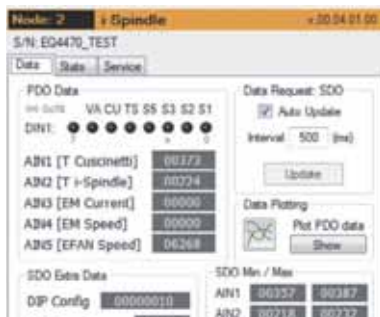 Node: 2 i-Spindle v.00.04.01.00
S/N: EQ4470_TEST
Data Stats Service
PDO Data
VA CU TS S5 S3 S2 S1
DIN1:
AIN1 [T Cuscinetti] 00373
AIN2 [T i-Spindle] 00224
AIN3 [EM Current] 00000
AIN4 [EM Speed] 00000
AIN5 [EFAN Speed] 06268
Data Request: SDO
Auto Update
Interval 500 (ms)
Update
Data Plotting
Plot PDO data
Show
SDO Extra Data
DIP Config 00000010
SDO Min / Max
AIN1 00357 00387
AIN2 00218 00232